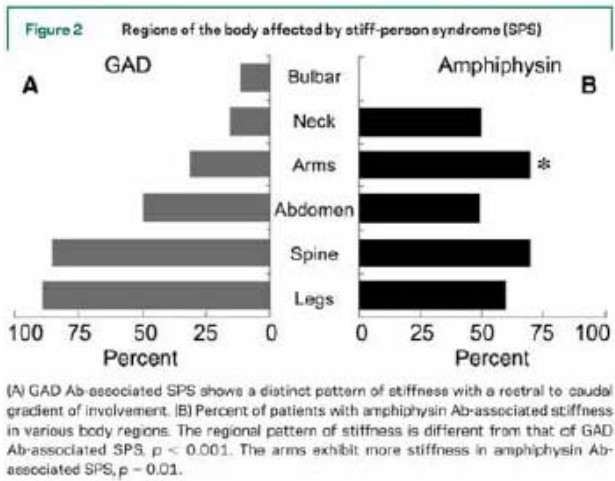 Figure 2 Regions of the body affected by stiff-person syndrome (SPS)
GAD Amphiphysin
A B
Bulbar
Neck
Arms *
Abdomen
Spine
Legs
100 75 50 25 0 0 25 50 75 100
Percent Percent
(A) GAD Ab-associated SPS shows a distinct pattern of stiffness with a rostral to caudal
gradient of involvement. (B) Percent of patients with amphiphysin Ab-associated stiffness
in various body regions. The regional pattern of stiffness is different from that of GAD
Ab-associated SPS, p < 0.001. The arms exhibit more stiffness in amphiphysin Ab-
associated SPS, p - 0.01.